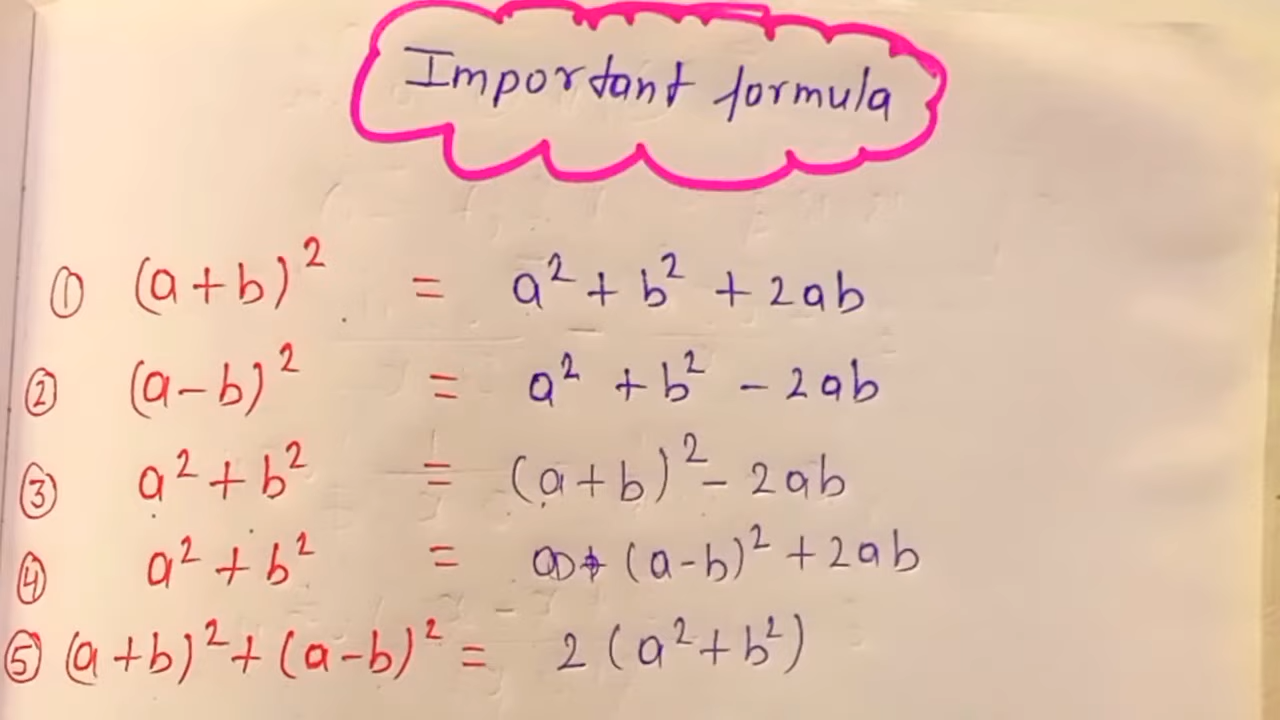 Important formula
① (a+b)² = a² + b² + 2ab
② (a-b)² = a² + b² - 2ab
③ a² + b² = (a+b)² - 2ab
④ a² + b² = (a-b)² + 2ab
⑤ (a+b)² + (a-b)² = 2(a² + b²)